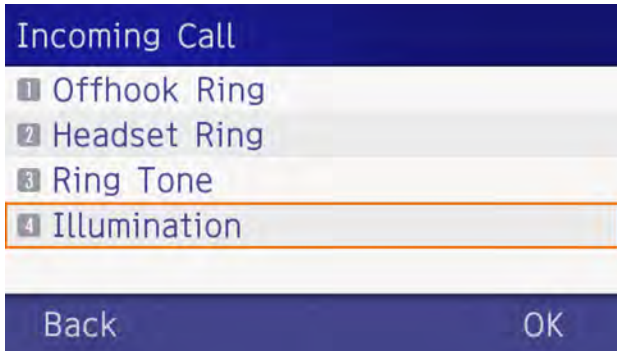 Incoming Call
1 Offhook Ring
2 Headset Ring
3 Ring Tone
4 Illumination
Back OK